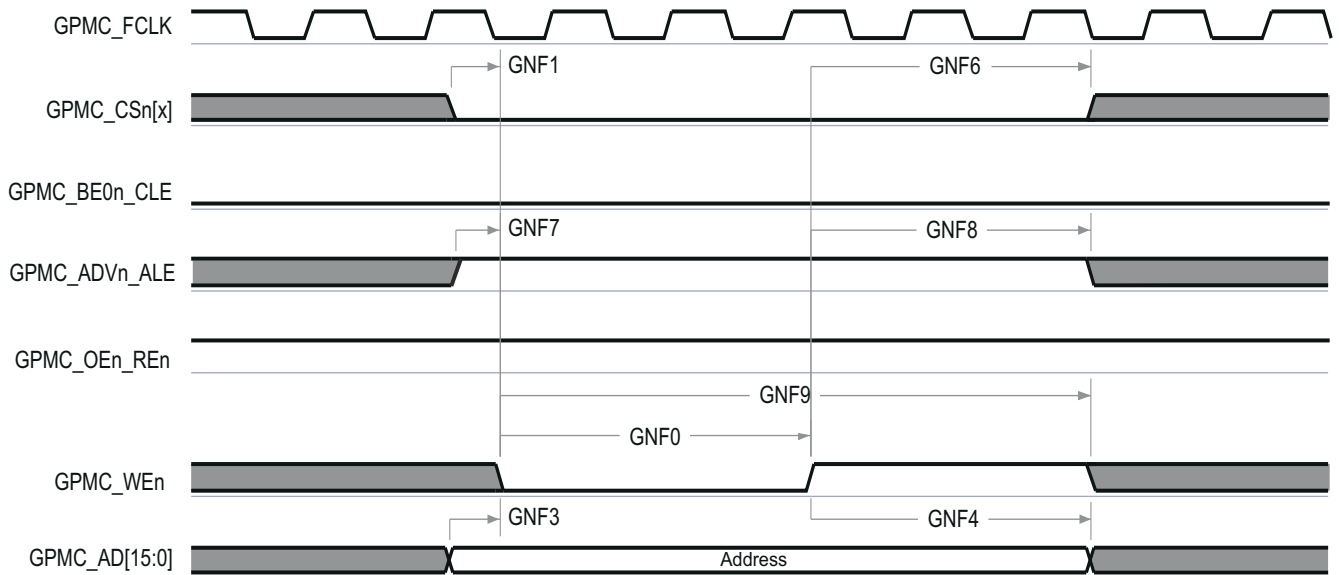 GPMC_FCLK
GNF1
GNF6
GPMC_CSn[x]
GPMC_BE0n_CLE
GNF7
GNF8
GPMC_ADVn_ALE
GPMC_OEn_REn
GNF9
GNF0
GPMC_WEn
GNF3
GNF4
GPMC_AD[15:0]
Address